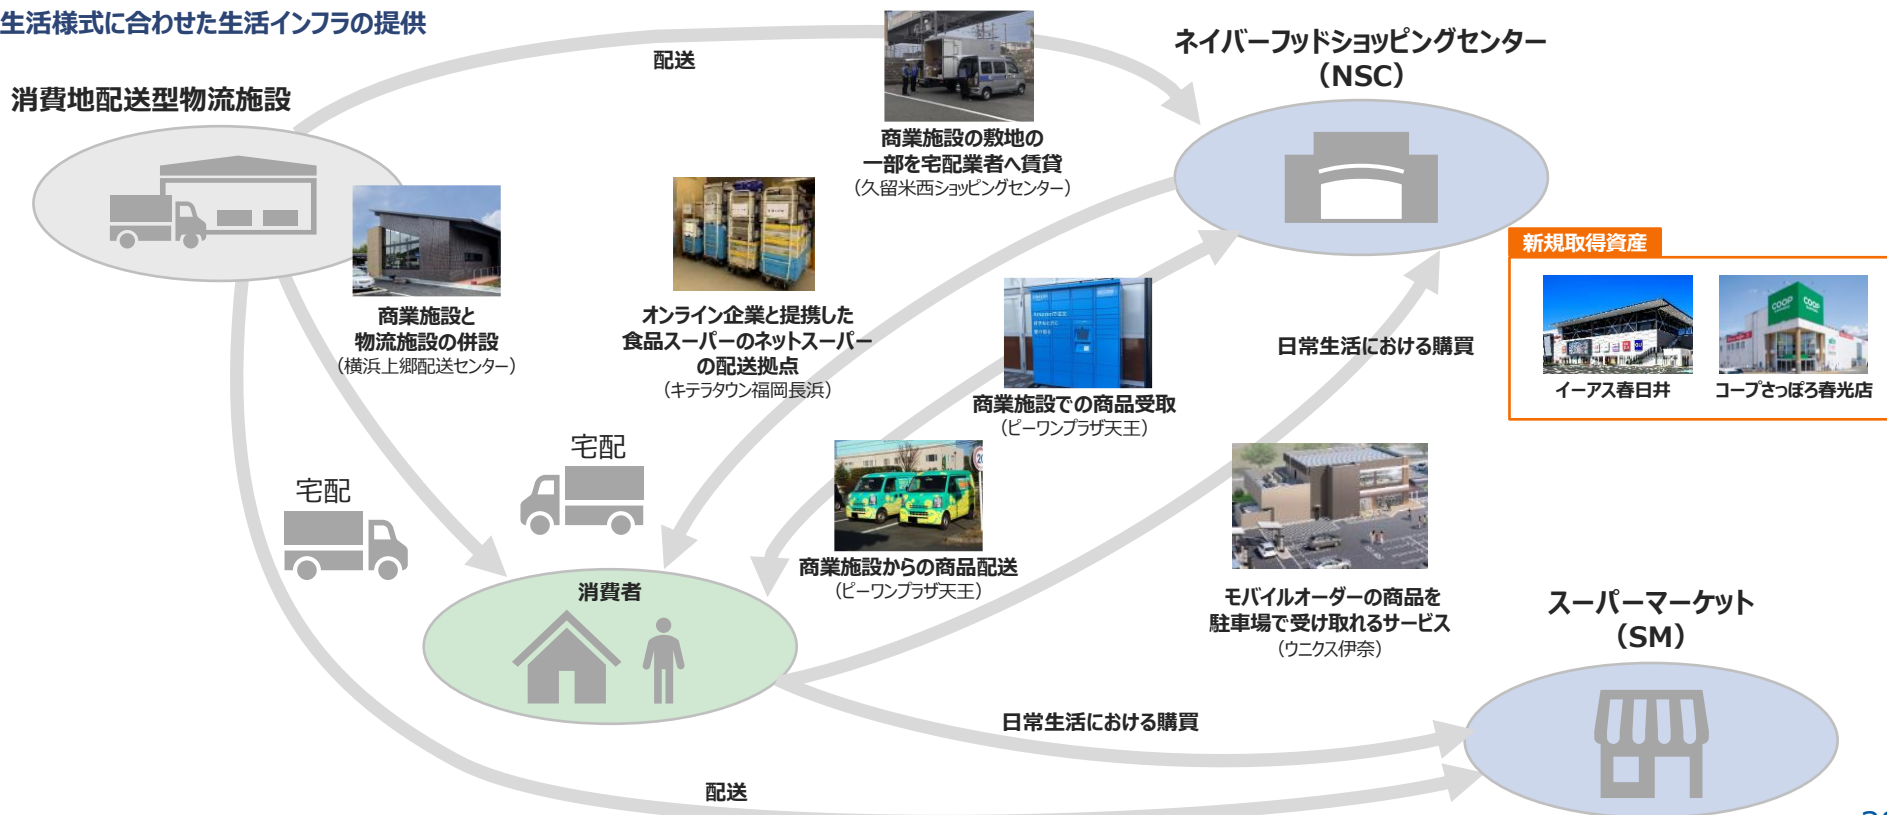 生活様式に合わせた生活インフラの提供
消費地配送型物流施設
配送
ネイバーフッドショッピングセンター
（NSC）
商業施設の敷地の
一部を宅配業者へ賃貸
（久留米西ショッピングセンター）
商業施設と
物流施設の併設
（横浜上郷配送センター）
オンライン企業と提携した
食品スーパーのネットスーパー
の配送拠点
（キテラタウン福岡長浜）
商業施設での商品受取
（ピーワンプラザ天王）
日常生活における購買
新規取得資産
COOP
COOP
イーアス春日井
コープさっぽろ春光店
宅配
宅配
商業施設からの商品配送
（ピーワンプラザ天王）
モバイルオーダーの商品を
駐車場で受け取れるサービス
（ウニクス伊奈）
消費者
スーパーマーケット
（SM）
日常生活における購買
配送